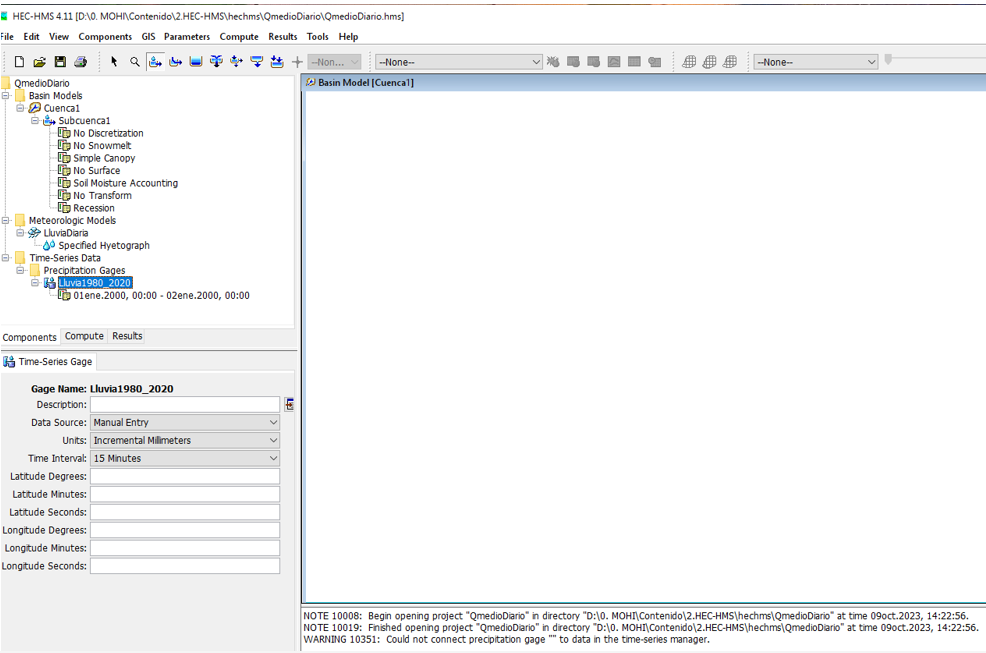 HEC-HMS 4.11 [D:\0. MOHI\Contenido\2.HEC-HMS\hechms\QmedioDiario\QmedioDiario.hms]
File Edit View Components GIS Parameters Compute Results Tools Help
--Non... --None-- --None--
QmedioDiario
Basin Models
Cuenca1
Subcuenca1
No Discretization
No Snowmelt
Simple Canopy
No Surface
Soil Moisture Accounting
No Transform
Recession
Meteorologic Models
LluviaDiaria
Specified Hyetograph
Time-Series Data
Precipitation Gages
Lluvia1980_2020
01ene.2000, 00:00 - 02ene.2000, 00:00
Components Compute Results
Time-Series Gage
Gage Name: Lluvia1980_2020
Description:
Data Source: Manual Entry
Units: Incremental Milimeters
Time Interval: 15 Minutes
Latitude Degrees:
Latitude Minutes:
Latitude Seconds:
Longitude Degrees:
Longitude Minutes:
Longitude Seconds:
Basin Model [Cuenca1]
NOTE 10008: Begin opening project "QmedioDiario" in directory "D:\0. MOHI\Contenido\2.HEC-HMS\hechms\QmedioDiario" at time 09oct.2023, 14:22:56.
NOTE 10019: Finished opening project "QmedioDiario" in directory "D:\0. MOHI\Contenido\2.HEC-HMS\hechms\QmedioDiario" at time 09oct.2023, 14:22:56.
WARNING 10351: Could not connect precipitation gage "" to data in the time-series manager.